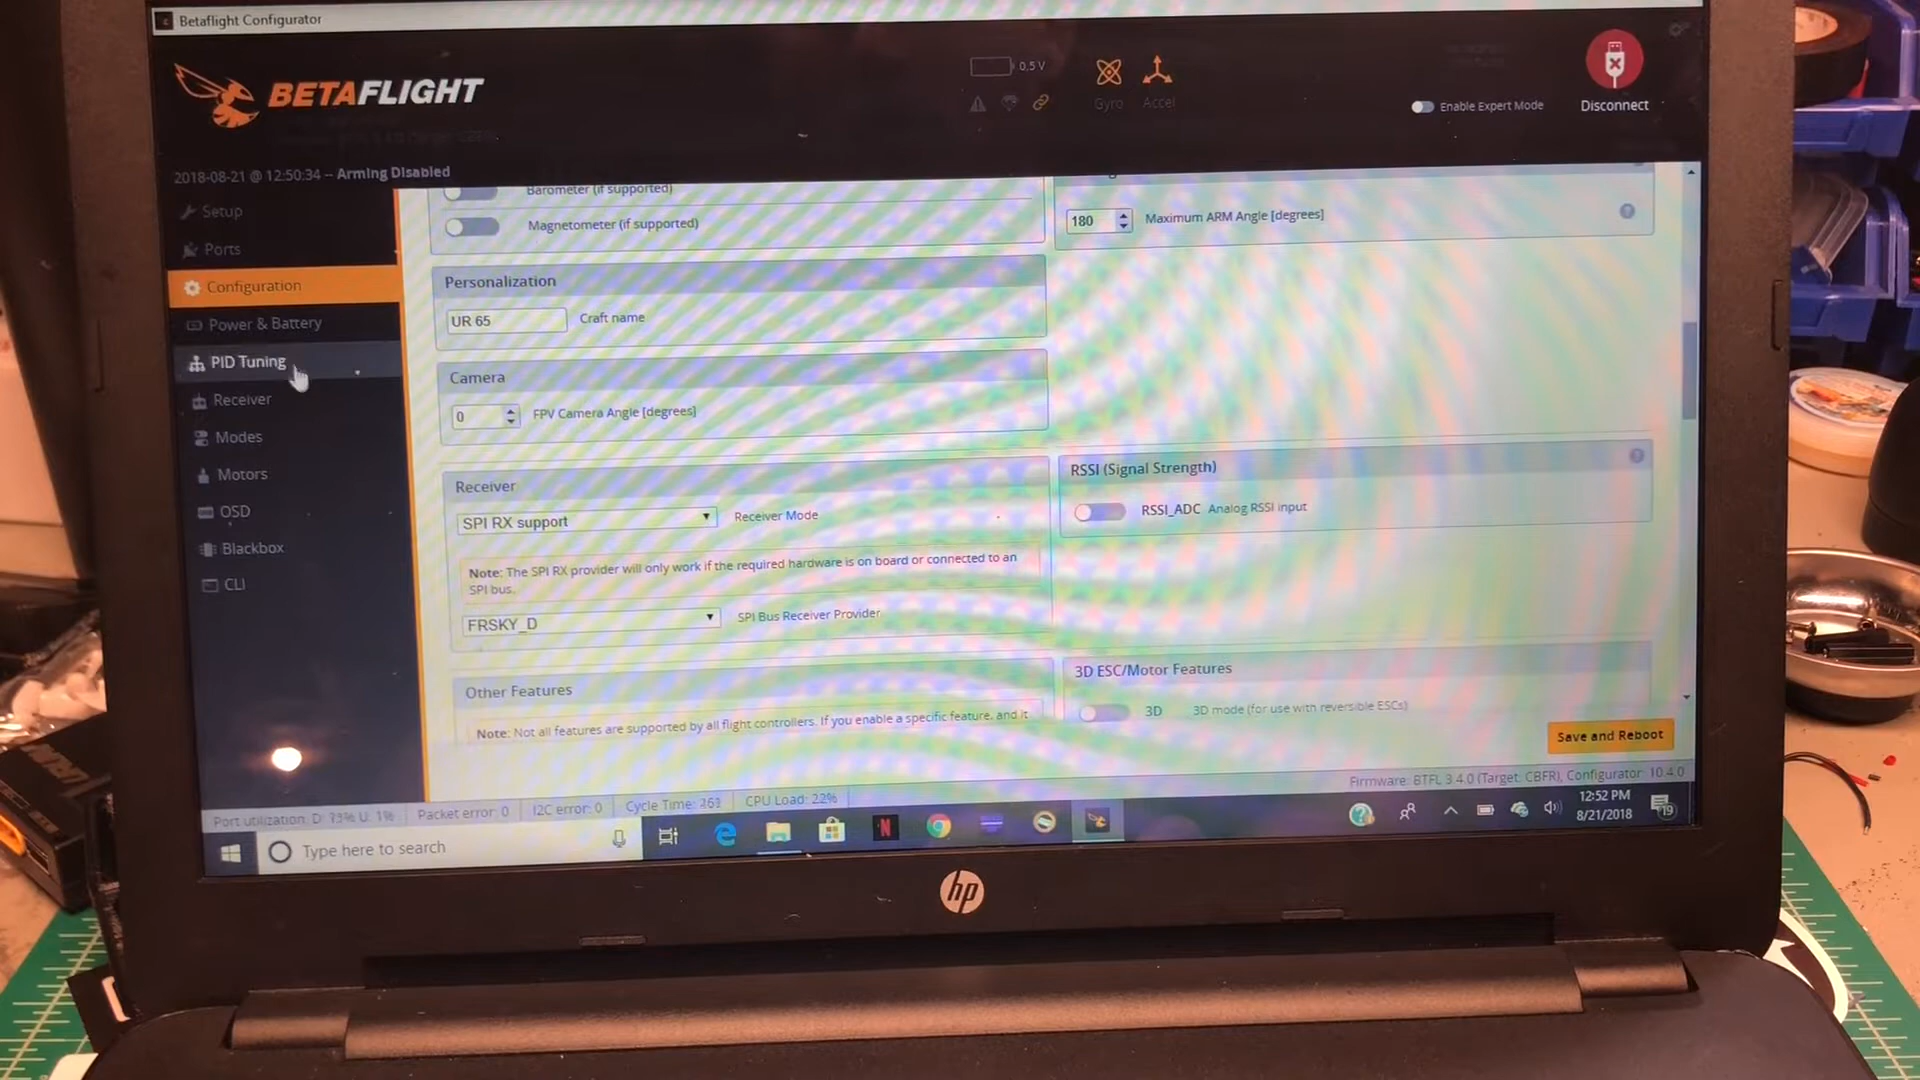 Betaflight Configurator
BETAFLIGHT
0,5 V
Gyro
Accel
Enable Expert Mode
Disconnect
2018-08-21 @ 12:50:34 -- Arming Disabled
Setup
Ports
Configuration
Power & Battery
PID Tuning
Receiver
Modes
Motors
OSD
Blackbox
CLI
Barometer (if supported)
Magnetometer (if supported)
180 Maximum ARM Angle [degrees]
Personalization
UR 65 Craft name
Camera
0 FPV Camera Angle [degrees]
Receiver
SPI RX support Receiver Mode
Note: The SPI RX provider will only work if the required hardware is on board or connected to an
SPI bus.
FRSKY_D SPI Bus Receiver Provider
RSSI (Signal Strength)
RSSI_ADC Analog RSSI input
Other Features
Note: Not all features are supported by all flight controllers. If you enable a specific feature, and it
3D ESC/Motor Features
3D 3D mode (for use with reversible ESCs)
Save and Reboot
Port utilization: D: 73% U: 1% Packet error: 0 I2C error: 0 Cycle Time: 263 CPU Load: 22%
Firmware: BTFL 3.4.0 (Target: CBFR), Configurator: 10.4.0
Type here to search
12:52 PM
8/21/2018
19
hp